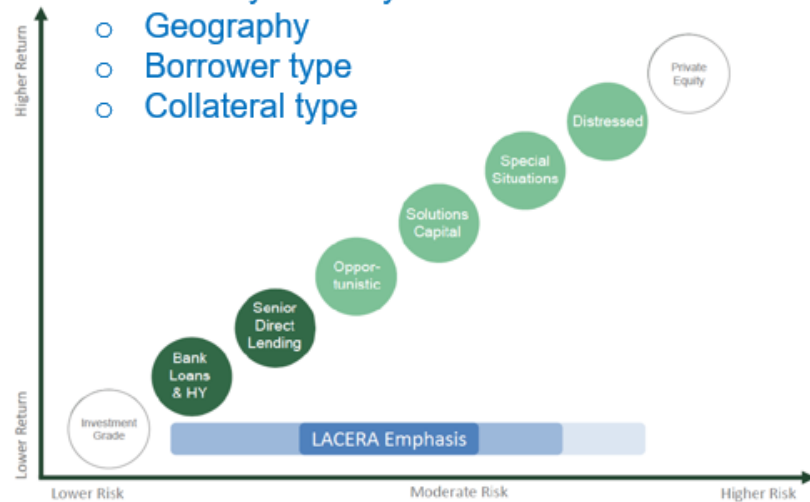 o Geography
o Borrower type
o Collateral type
Higher Return
Private
Equity
Distressed
Special
Situations
Solutions
Capital
Oppor-
tunistic
Senior
Direct
Lending
Bank
Loans
& HY
Investment
Grade
LACERA Emphasis
Lower Return
Lower Risk
Moderate Risk
Higher Risk